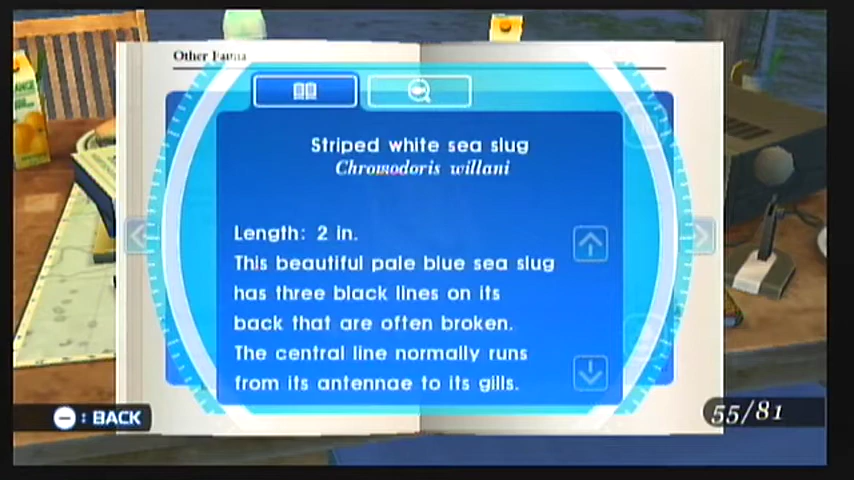 Other Fauna
Striped white sea slug
Chromodoris willani
Length: 2 in.
This beautiful pale blue sea slug
has three black lines on its
back that are often broken.
The central line normally runs
from its antennae to its gills.
− : BACK
55/81